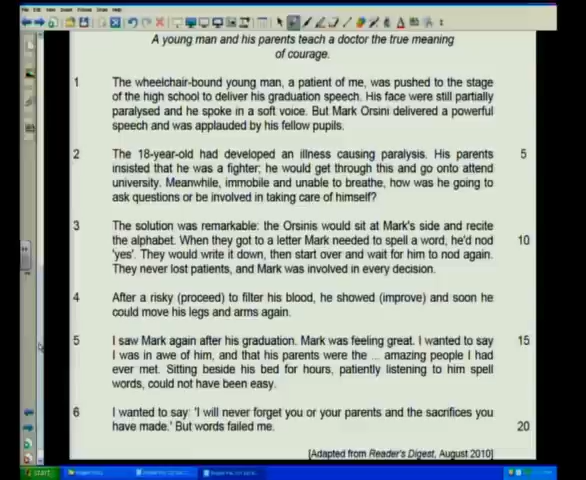 A young man and his parents teach a doctor the true meaning
of courage.
1 The wheelchair-bound young man, a patient of me, was pushed to the stage
of the high school to deliver his graduation speech. His face were still partially
paralysed and he spoke in a soft voice. But Mark Orsini delivered a powerful
speech and was applauded by his fellow pupils.
2 The 18-year-old had developed an illness causing paralysis. His parents 5
insisted that he was a fighter; he would get through this and go onto attend
university. Meanwhile, immobile and unable to breathe, how was he going to
ask questions or be involved in taking care of himself?
3 The solution was remarkable: the Orsinis would sit at Mark's side and recite
the alphabet. When they got to a letter Mark needed to spell a word, he'd nod 10
'yes'. They would write it down, then start over and wait for him to nod again.
They never lost patients, and Mark was involved in every decision.
4 After a risky (proceed) to filter his blood, he showed (improve) and soon he
could move his legs and arms again.
5 I saw Mark again after his graduation. Mark was feeling great. I wanted to say 15
I was in awe of him, and that his parents were the ... amazing people I had
ever met. Sitting beside his bed for hours, patiently listening to him spell
words, could not have been easy.
6 I wanted to say: 'I will never forget you or your parents and the sacrifices you
have made.' But words failed me. 20
[Adapted from Reader's Digest, August 2010]
start